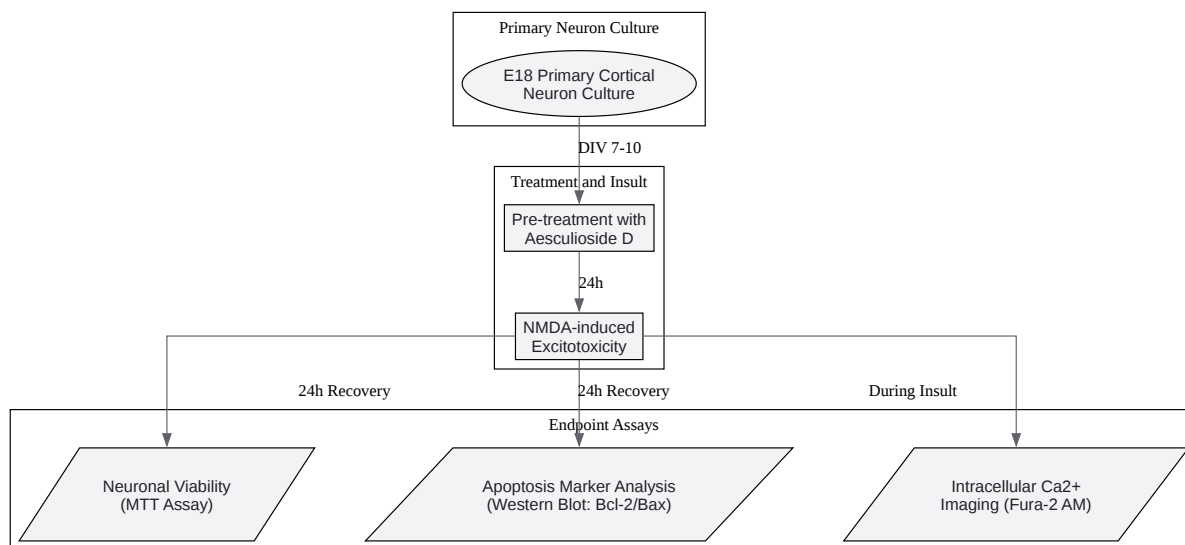 Primary Neuron Culture
E18 Primary Cortical
Neuron Culture
DIV 7-10
Treatment and Insult
Pre-treatment with
Aesculioside D
24h
NMDA-induced
Excitotoxicity
24h Recovery
24h Recovery
During Insult
Endpoint Assays
Neuronal Viability
(MTT Assay)
Apoptosis Marker Analysis
(Western Blot: Bcl-2/Bax)
Intracellular Ca2+
Imaging (Fura-2 AM)